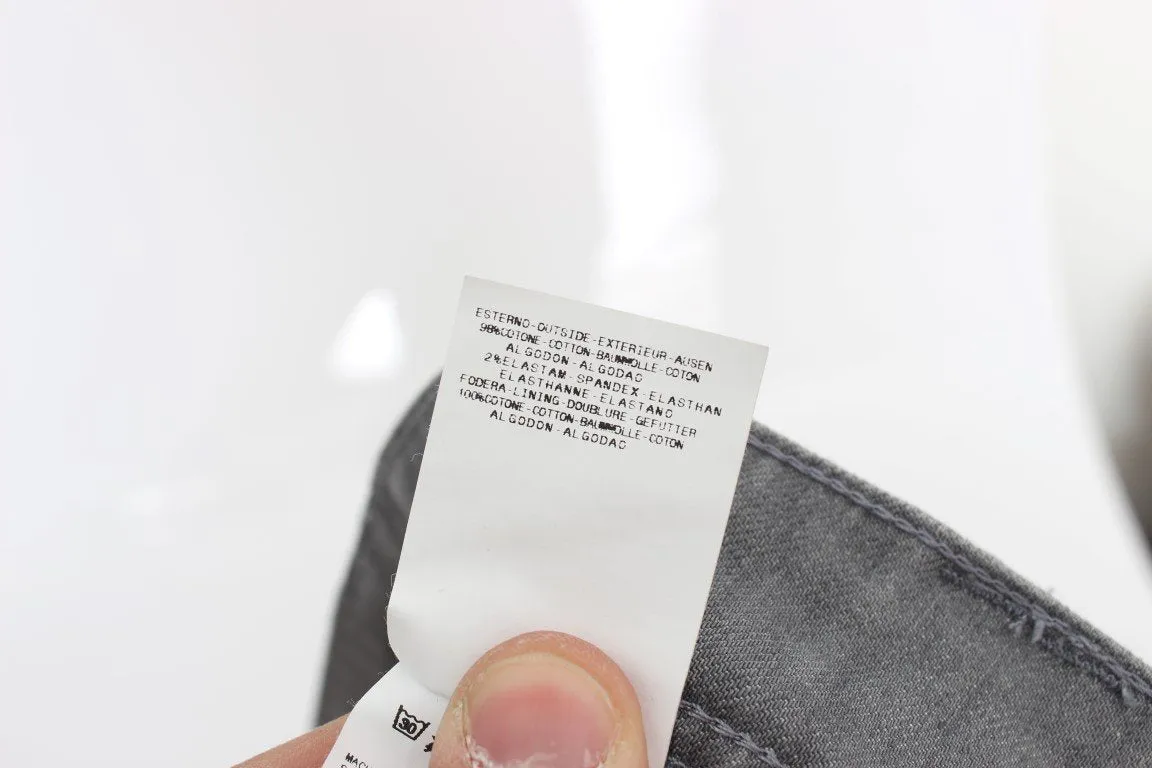 ESTERNO-OUTSIDE-EXTERIEUR-AUSEN
98%COTONE-COTTON-BAUMWOLLE-COTON
ALGODON-ALGODAO
2%ELASTAM-SPANDEX-ELASTHAN
ELASTHANNE-ELASTANO
FODERA-LINING-DOUBLURE-GEFUTTER
100%COTONE-COTTON-BAUMWOLLE-COTON
ALGODON-ALGODAO
30